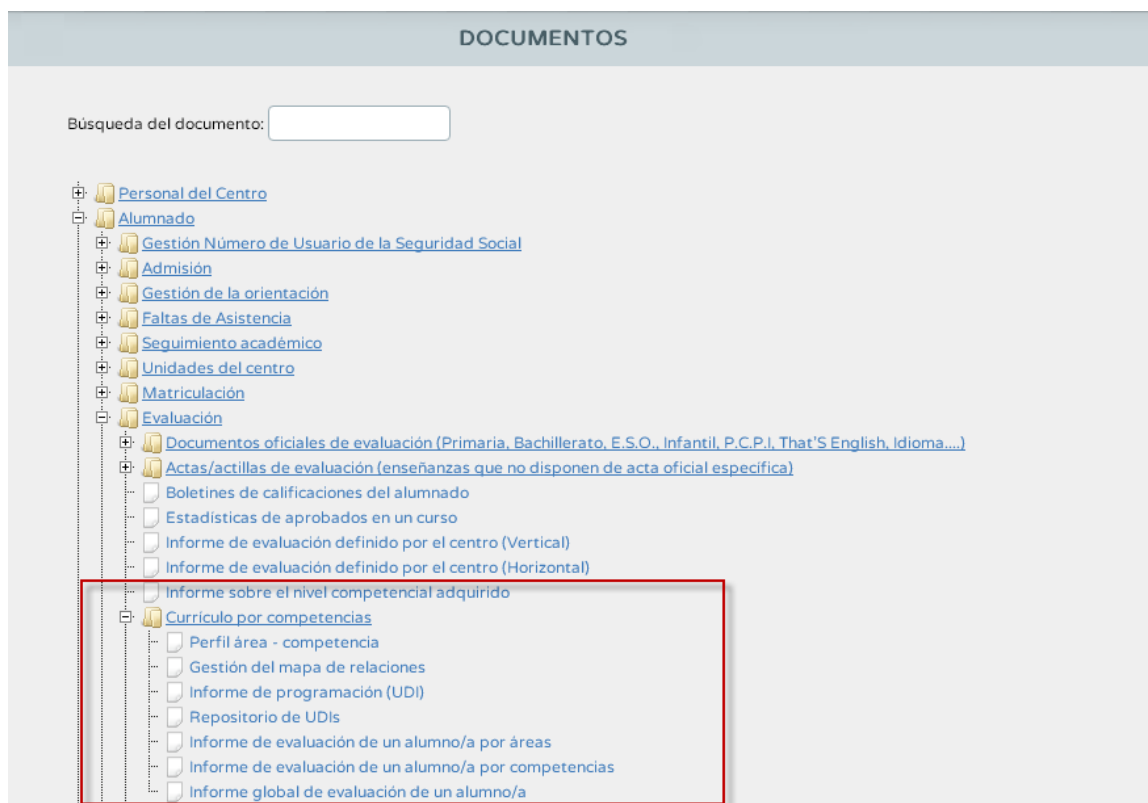 DOCUMENTOS
Búsqueda del documento:
Personal del Centro
Alumnado
Gestión Número de Usuario de la Seguridad Social
Admisión
Gestión de la orientación
Faltas de Asistencia
Seguimiento académico
Unidades del centro
Matriculación
Evaluación
Documentos oficiales de evaluación (Primaria, Bachillerato, E.S.O., Infantil, P.C.P.I, That'S English, Idioma....)
Actas/actillas de evaluación (enseñanzas que no disponen de acta oficial específica)
Boletines de calificaciones del alumnado
Estadísticas de aprobados en un curso
Informe de evaluación definido por el centro (Vertical)
Informe de evaluación definido por el centro (Horizontal)
Informe sobre el nivel competencial adquirido
Currículo por competencias
Perfil área - competencia
Gestión del mapa de relaciones
Informe de programación (UDI)
Repositorio de UDIs
Informe de evaluación de un alumno/a por áreas
Informe de evaluación de un alumno/a por competencias
Informe global de evaluación de un alumno/a